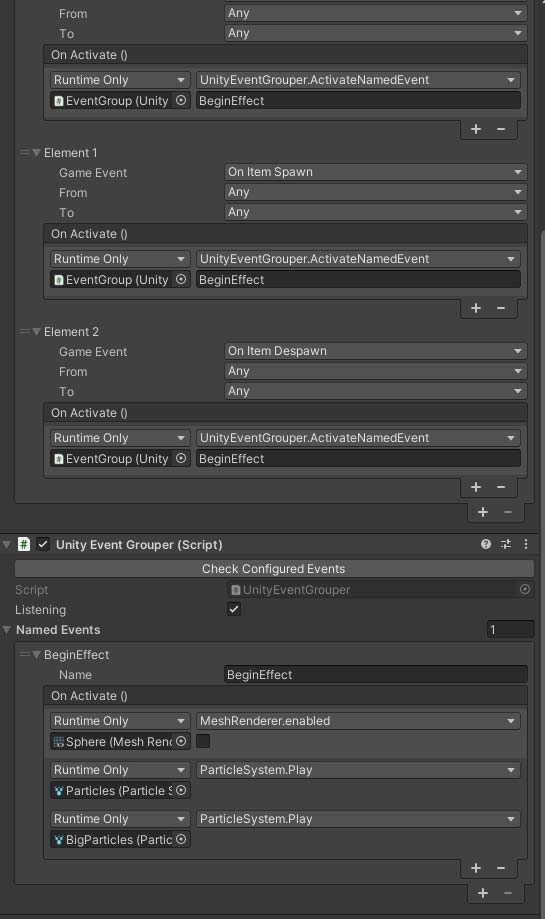 From Any
To Any
On Activate ()
Runtime Only UnityEventGrouper.ActivateNamedEvent
EventGroup (Unity BeginEffect
+ −
Element 1
Game Event On Item Spawn
From Any
To Any
On Activate ()
Runtime Only UnityEventGrouper.ActivateNamedEvent
EventGroup (Unity BeginEffect
+ −
Element 2
Game Event On Item Despawn
From Any
To Any
On Activate ()
Runtime Only UnityEventGrouper.ActivateNamedEvent
EventGroup (Unity BeginEffect
+ −
+ −
# Unity Event Grouper (Script)
Check Configured Events
Script UnityEventGrouper
Listening
Named Events 1
BeginEffect
Name BeginEffect
On Activate ()
Runtime Only MeshRenderer.enabled
Sphere (Mesh Rend
Runtime Only ParticleSystem.Play
Particles (Particle S
Runtime Only ParticleSystem.Play
BigParticles (Partic
+ −
+ −